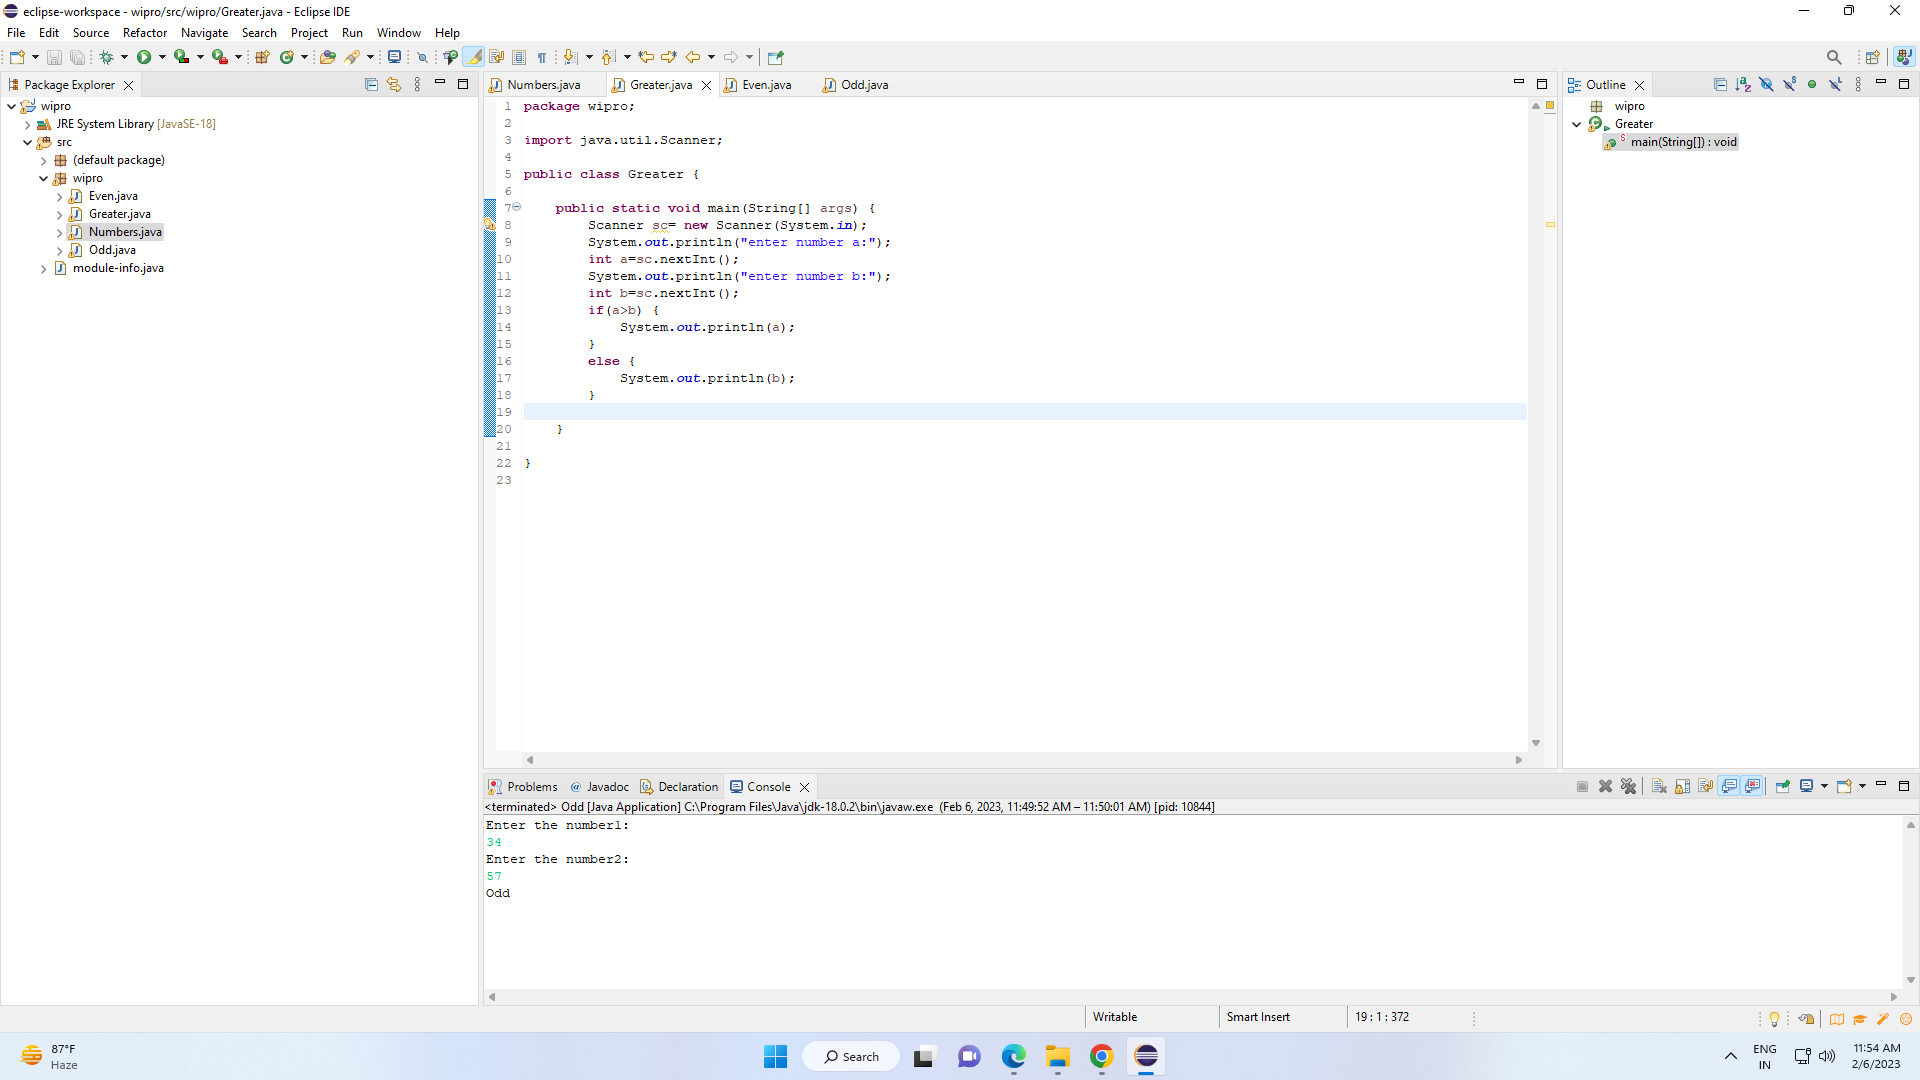 eclipse-workspace - wipro/src/wipro/Greater.java - Eclipse IDE
File Edit Source Refactor Navigate Search Project Run Window Help
Package Explorer
wipro
JRE System Library [JavaSE-18]
src
(default package)
wipro
Even.java
Greater.java
Numbers.java
Odd.java
module-info.java
Numbers.java Greater.java Even.java Odd.java
1 package wipro;
2
3 import java.util.Scanner;
4
5 public class Greater {
6
7 public static void main(String[] args) {
8 Scanner sc= new Scanner(System.in);
9 System.out.println("enter number a:");
10 int a=sc.nextInt();
11 System.out.println("enter number b:");
12 int b=sc.nextInt();
13 if(a>b) {
14 System.out.println(a);
15 }
16 else {
17 System.out.println(b);
18 }
19
20 }
21
22 }
23
Outline
wipro
Greater
main(String[]) : void
Problems @ Javadoc Declaration Console
<terminated> Odd [Java Application] C:\Program Files\Java\jdk-18.0.2\bin\javaw.exe (Feb 6, 2023, 11:49:52 AM – 11:50:01 AM) [pid: 10844]
Enter the number1:
34
Enter the number2:
57
Odd
Writable Smart Insert 19 : 1 : 372
87°F
Haze
Search
ENG
IN
11:54 AM
2/6/2023